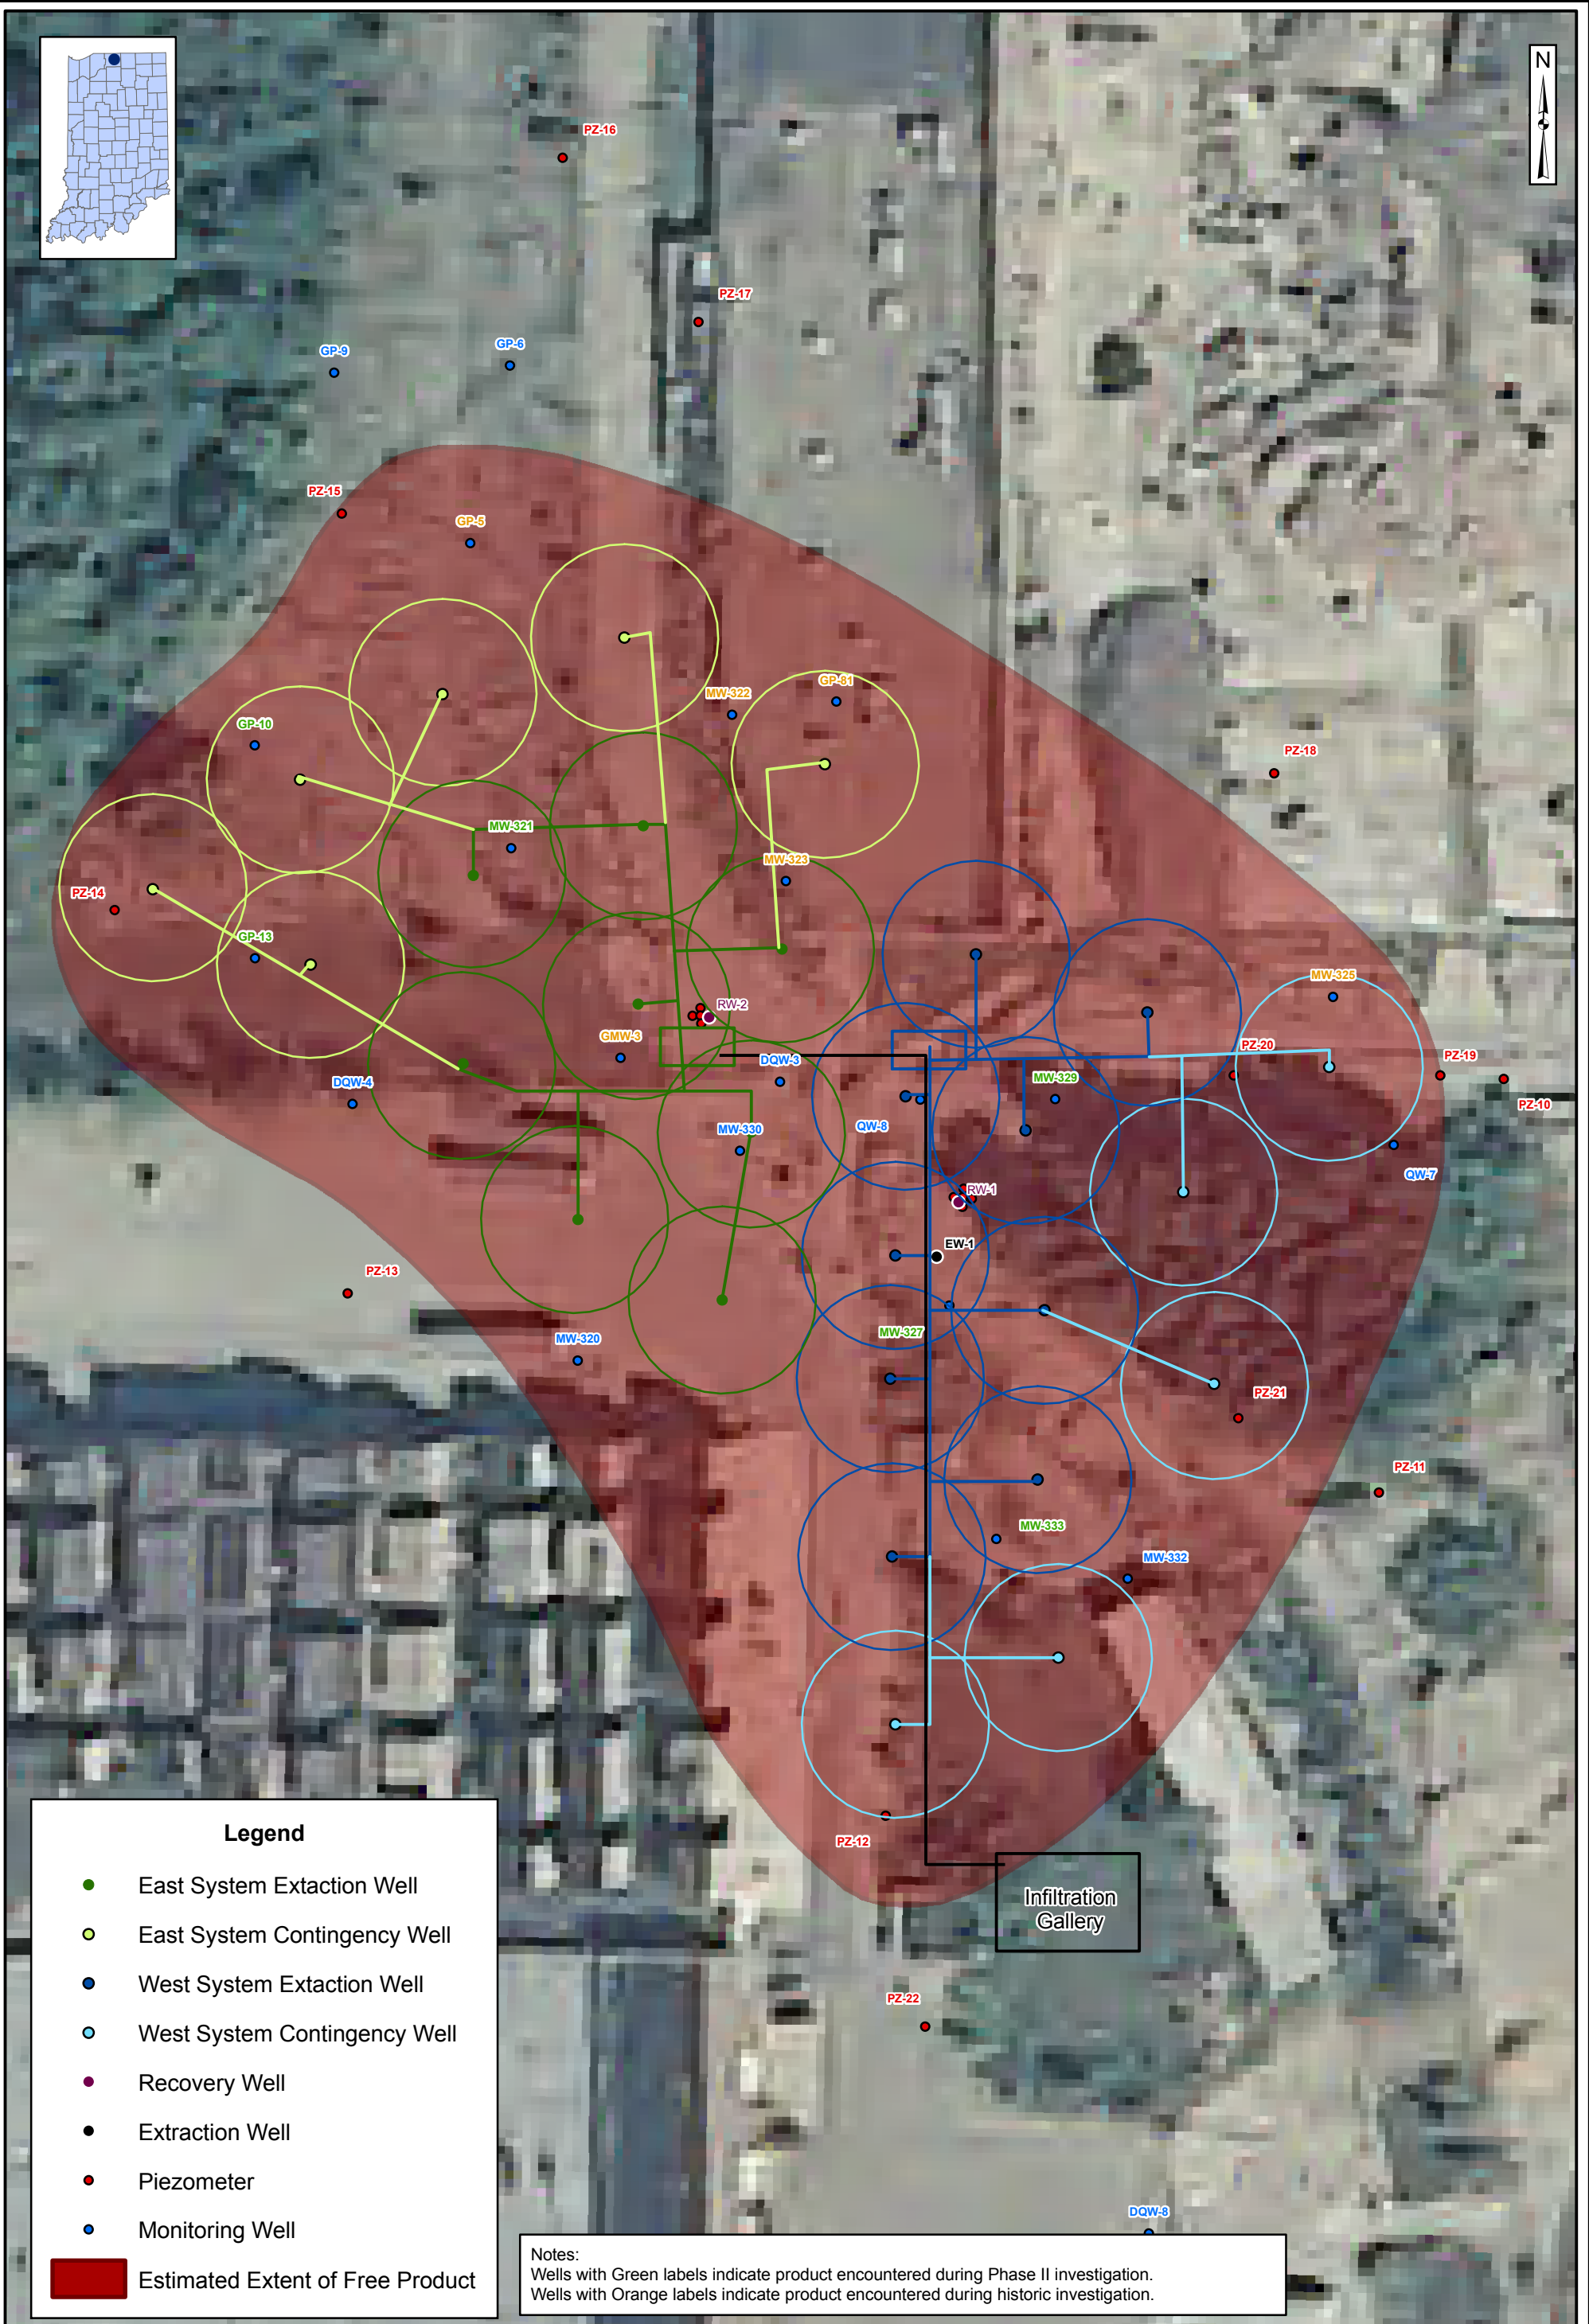 N
PZ-16
PZ-17
GP-9
GP-6
PZ-15
GP-5
MW-322
GP-81
GP-10
PZ-18
MW-321
MW-323
PZ-14
GP-13
MW-325
RW-2
GMW-3
DQW-3
PZ-20
PZ-19
DQW-4
MW-329
PZ-10
MW-330
QW-8
QW-7
RW-1
EW-1
PZ-13
MW-320
MW-327
PZ-21
PZ-11
MW-333
MW-332
PZ-12
Infiltration
Gallery
PZ-22
DQW-8
Legend
East System Extaction Well
East System Contingency Well
West System Extaction Well
West System Contingency Well
Recovery Well
Extraction Well
Piezometer
Monitoring Well
Estimated Extent of Free Product
Notes:
Wells with Green labels indicate product encountered during Phase II investigation.
Wells with Orange labels indicate product encountered during historic investigation.